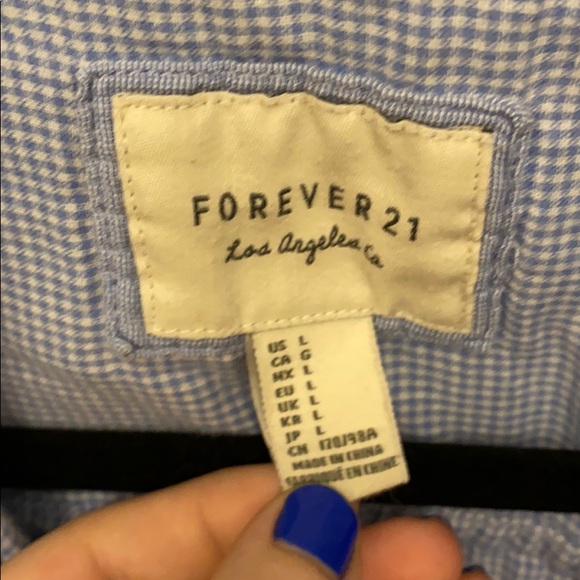 FOREVER 21
Los Angeles, Ca
US L
CA G
MX L
EU L
UK L
KR L
JP L
CN 170/98A
MADE IN CHINA
FABRIQUÉ EN CHINE